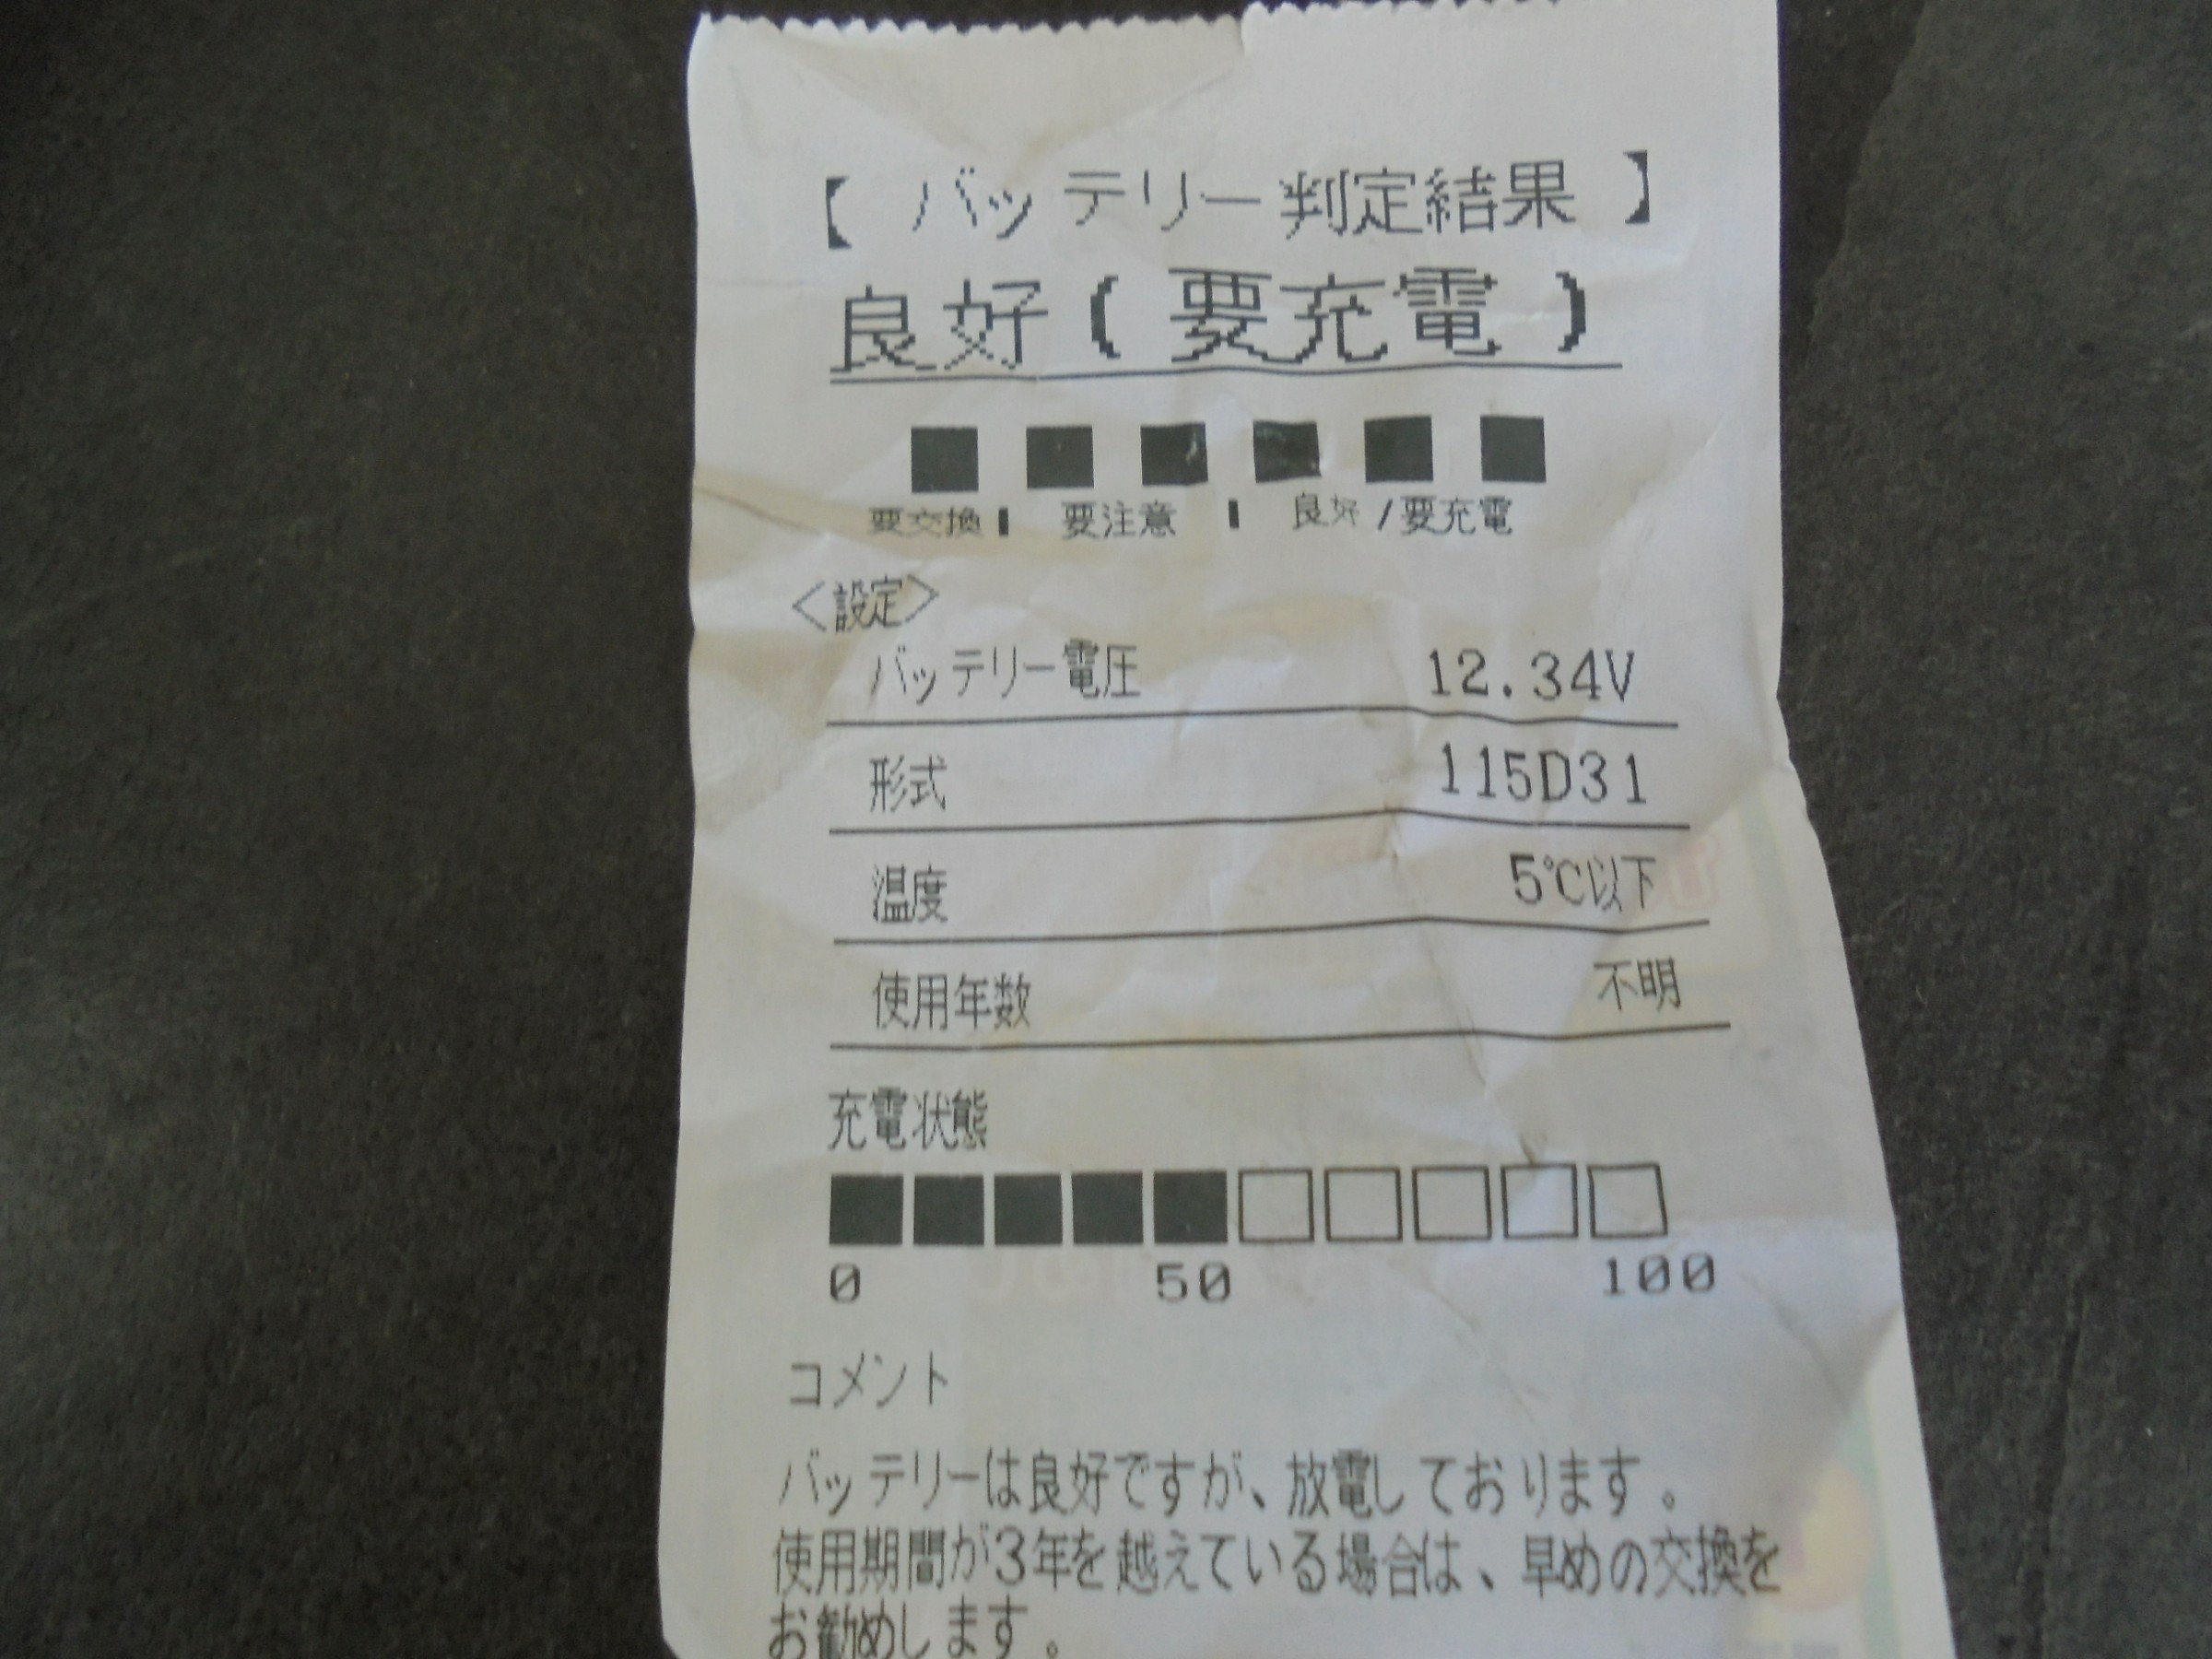 【 バッテリー判定結果 】
良好(要充電)
■ ■ ■ ■ ■ ■
要交換 | 要注意 | 良好/要充電
<設定>
バッテリー電圧 12.34V
形式 115D31
温度 5℃以下
使用年数 不明
充電状態
■■■■■□□□□□
0 50 100
コメント
バッテリーは良好ですが、放電しております。
使用期間が3年を越えている場合は、早めの交換を
お勧めします。